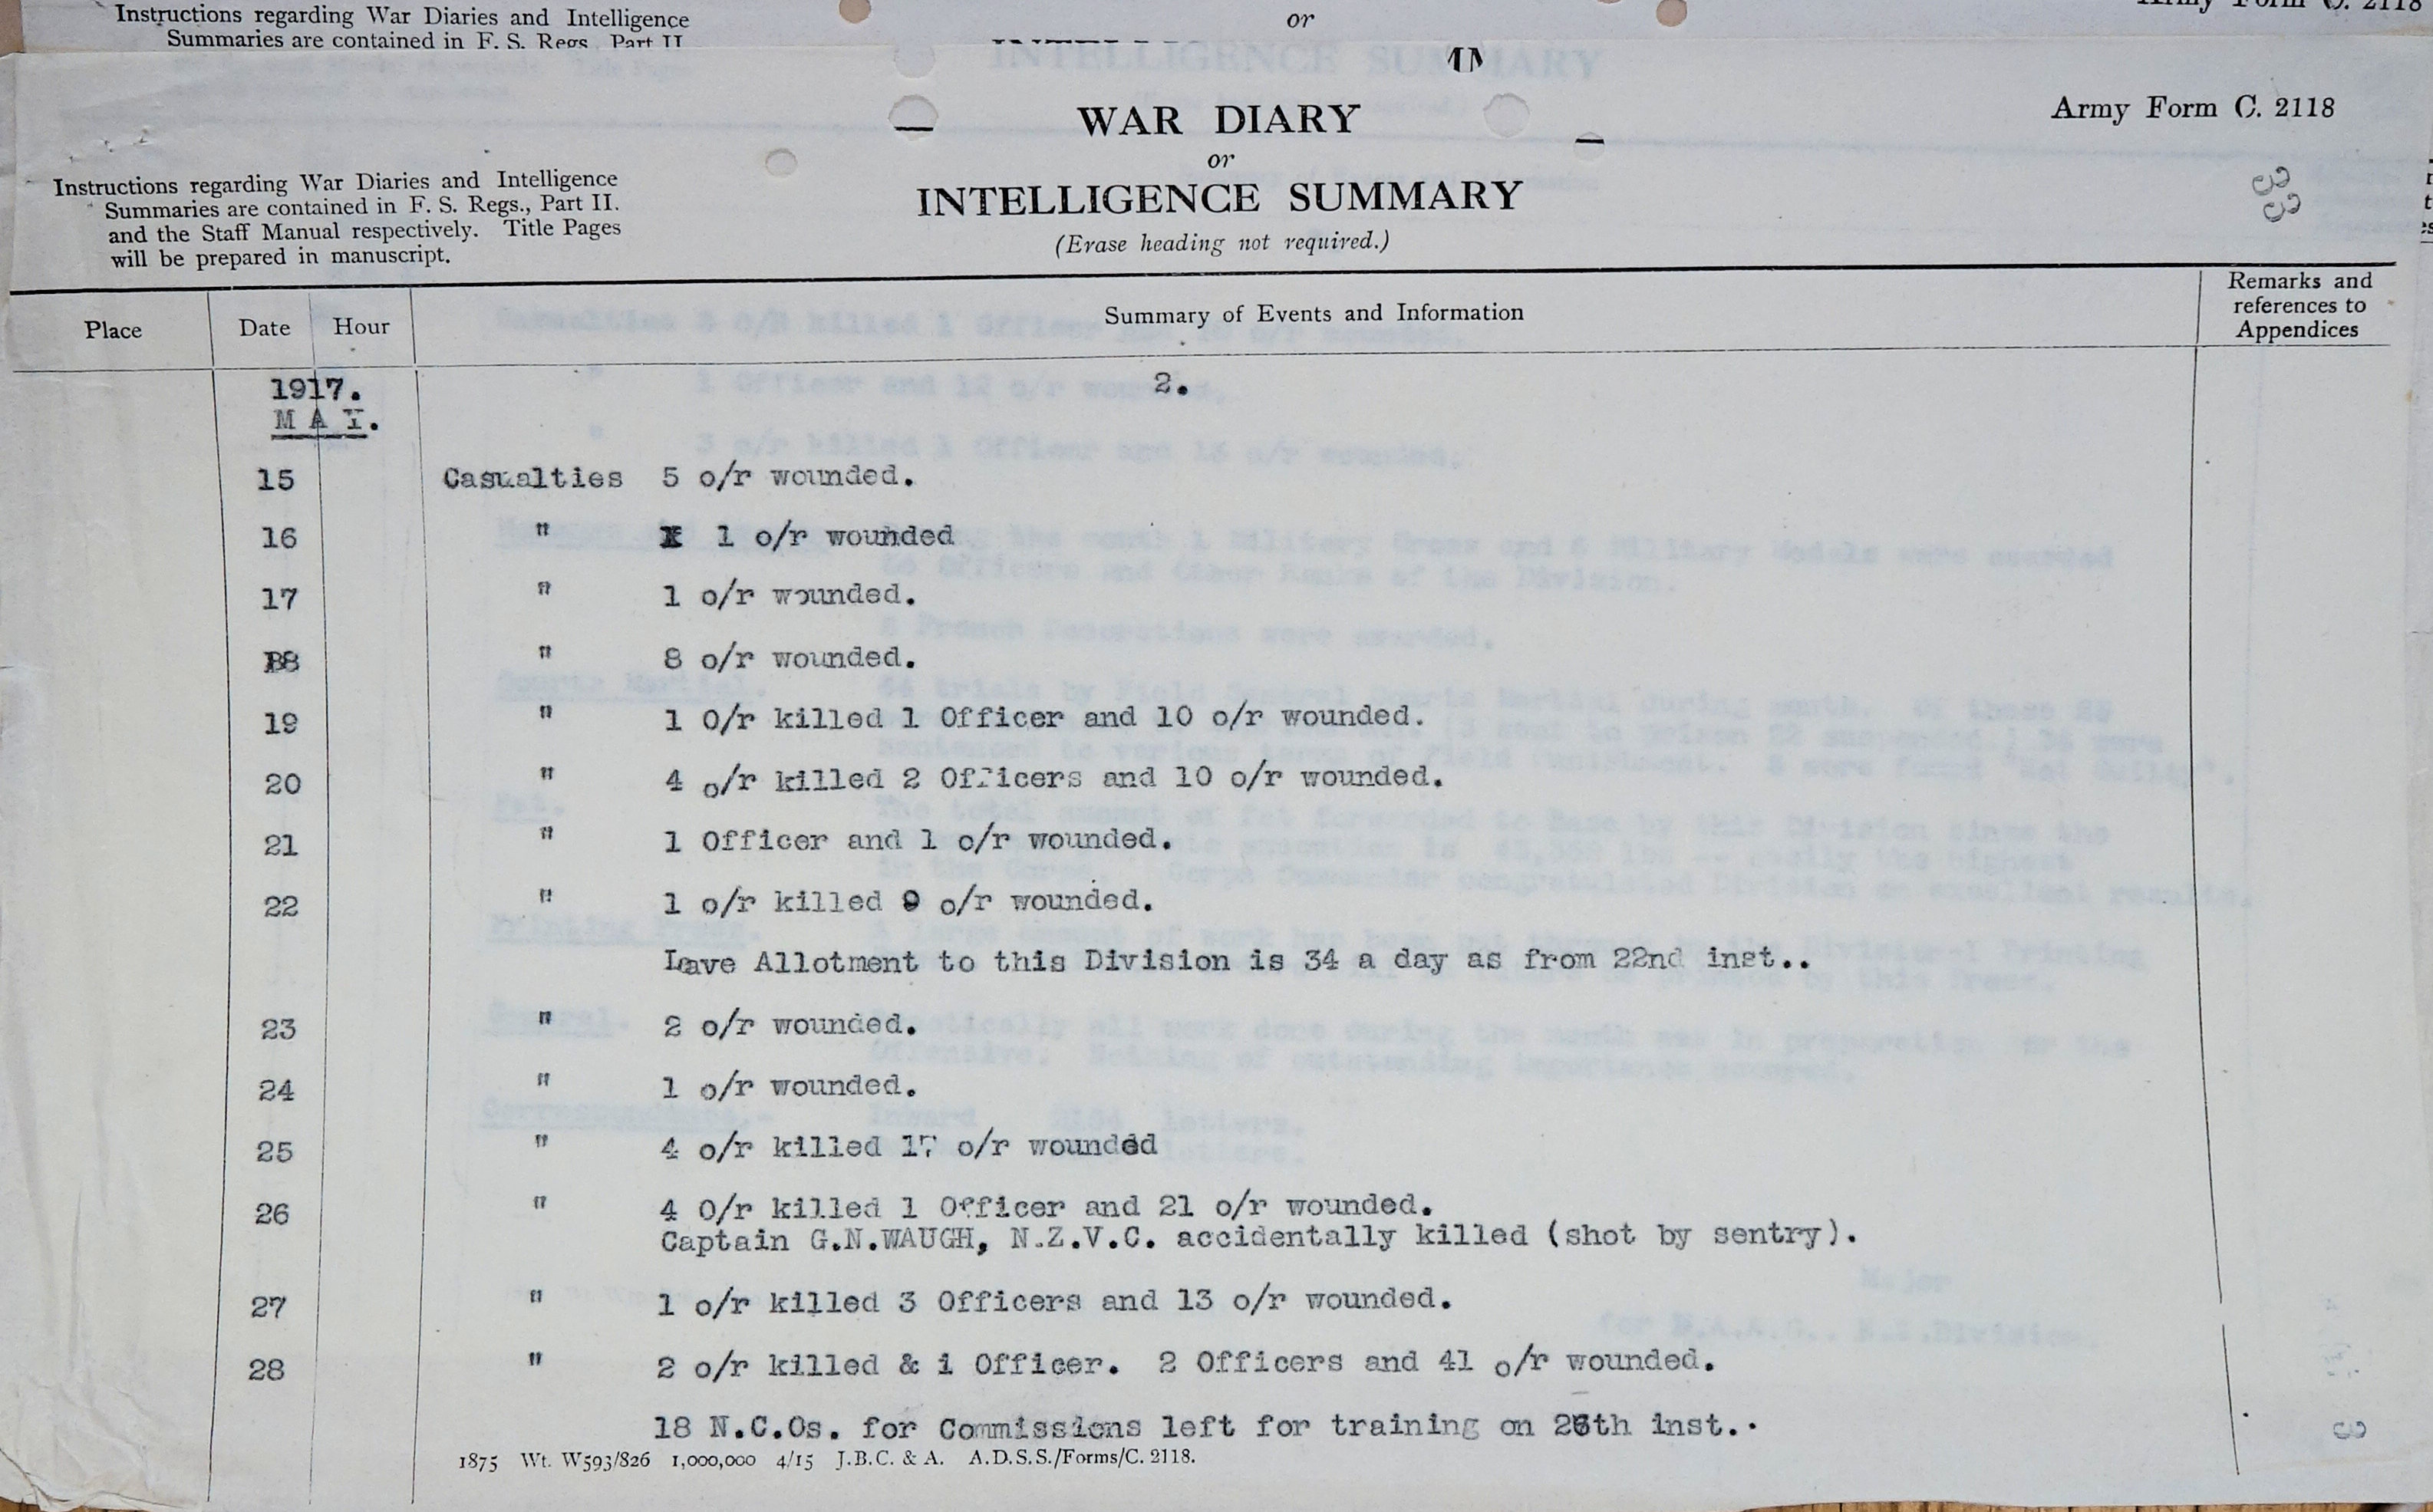 Instructions regarding War Diaries and Intelligence
Summaries are contained in F. S. Regs. Part II
or
Army Form C. 2118
WAR DIARY
or
INTELLIGENCE SUMMARY
(Erase heading not required.)
Army Form C. 2118
33
Instructions regarding War Diaries and Intelligence
Summaries are contained in F. S. Regs., Part II.
and the Staff Manual respectively. Title Pages
will be prepared in manuscript.
Place Date Hour Summary of Events and Information Remarks and references to Appendices
1917. 2.
MAY.
15 Casualties 5 o/r wounded.
16 " 1 o/r wounded
17 " 1 o/r wounded.
18 " 8 o/r wounded.
19 " 1 O/r killed 1 Officer and 10 o/r wounded.
20 " 4 o/r killed 2 Officers and 10 o/r wounded.
21 " 1 Officer and 1 o/r wounded.
22 " 1 o/r killed 9 o/r wounded.
Leave Allotment to this Division is 34 a day as from 22nd inst..
23 " 2 o/r wounded.
24 " 1 o/r wounded.
25 " 4 o/r killed 17 o/r wounded
26 " 4 O/r killed 1 Officer and 21 o/r wounded.
Captain G.N.WAUGH, N.Z.V.C. accidentally killed (shot by sentry).
27 " 1 o/r killed 3 Officers and 13 o/r wounded.
28 " 2 o/r killed & 1 Officer. 2 Officers and 41 o/r wounded.
18 N.C.Os. for Commissions left for training on inst..
1875 Wt. W593/826 1,000,000 4/15 J.B.C. & A. A.D.S.S./Forms/C. 2118.